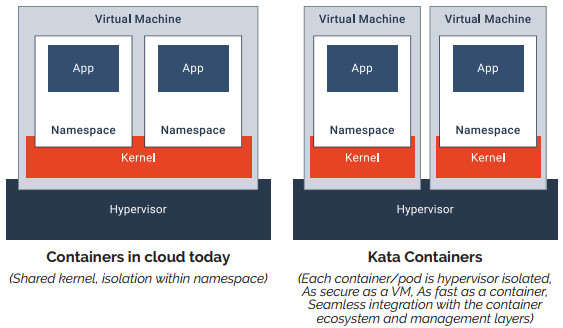 Virtual Machine
App
App
Namespace
Namespace
Kernel
Hypervisor
Containers in cloud today
(Shared kernel, isolation within namespace)
Virtual Machine
Virtual Machine
App
App
Namespace
Namespace
Kernel
Kernel
Hypervisor
Kata Containers
(Each container/pod is hypervisor isolated,
As secure as a VM, As fast as a container,
Seamless integration with the container
ecosystem and management layers)